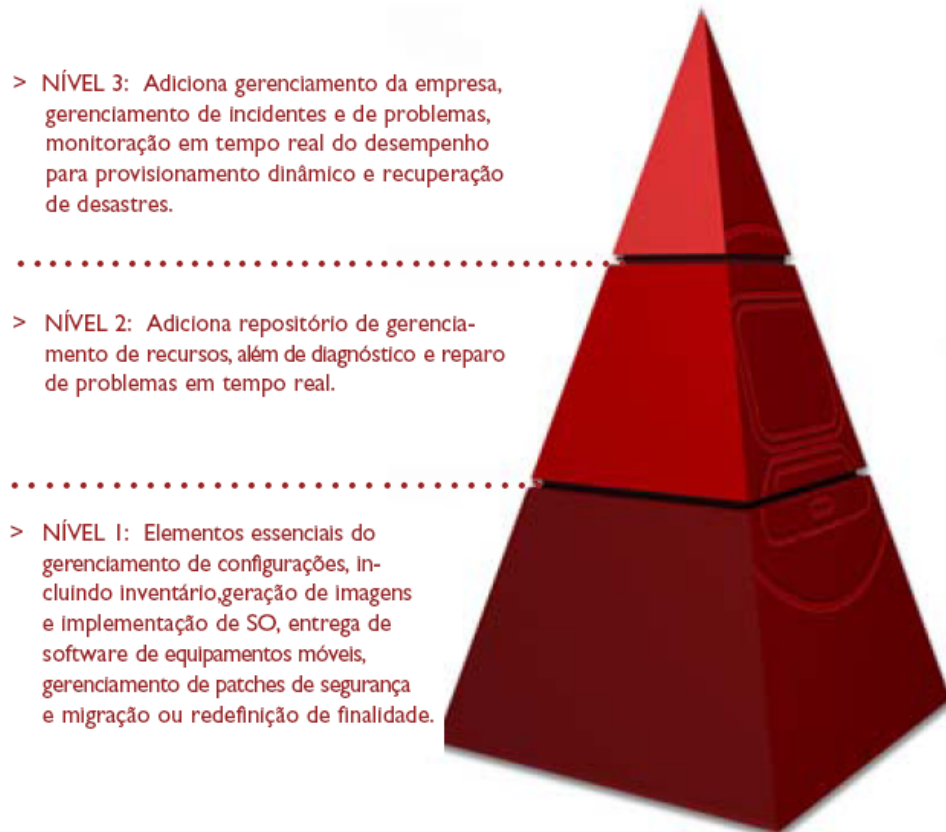 > NÍVEL 3: Adiciona gerenciamento da empresa,
gerenciamento de incidentes e de problemas,
monitoração em tempo real do desempenho
para provisionamento dinâmico e recuperação
de desastres.
> NÍVEL 2: Adiciona repositório de gerencia-
mento de recursos, além de diagnóstico e reparo
de problemas em tempo real.
> NÍVEL 1: Elementos essenciais do
gerenciamento de configurações, in-
cluindo inventário,geração de imagens
e implementação de SO, entrega de
software de equipamentos móveis,
gerenciamento de patches de segurança
e migração ou redefinição de finalidade.